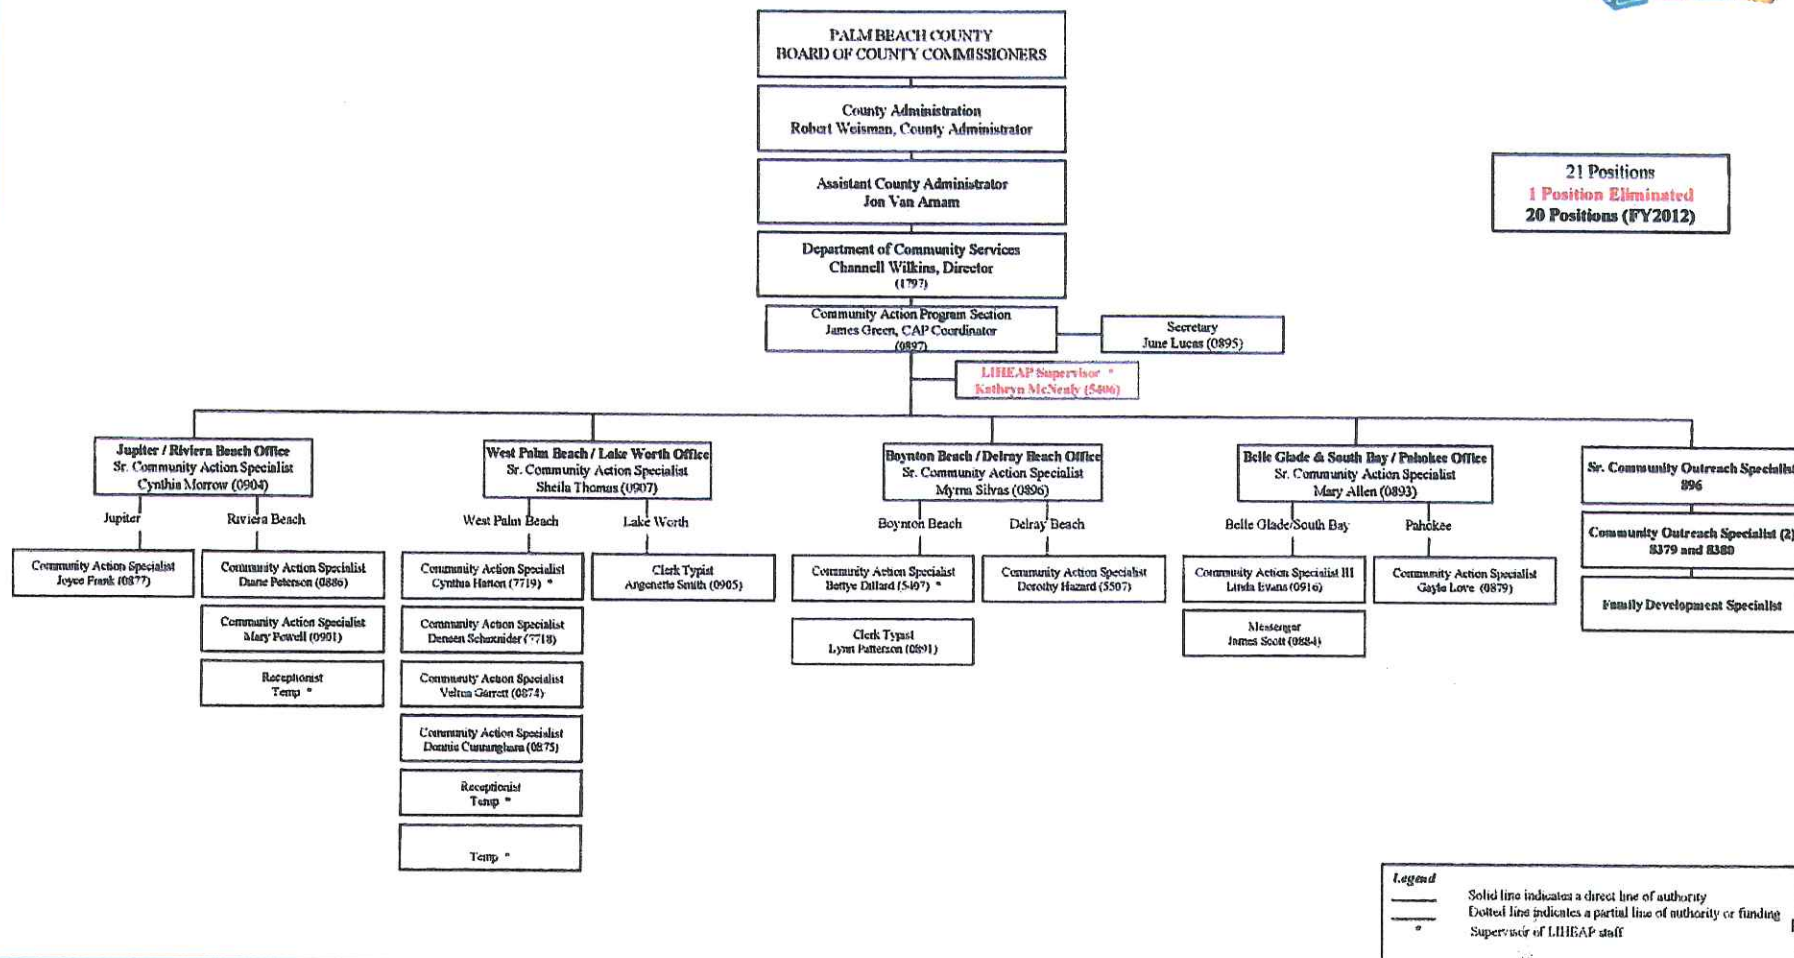 PALM BEACH COUNTY
BOARD OF COUNTY COMMISSIONERS
County Administration
Robert Weisman, County Administrator
Assistant County Administrator
Jon Van Arnam
21 Positions
1 Position Eliminated
20 Positions (FY2012)
Department of Community Services
Channell Wilkins, Director
(1797)
Community Action Program Section
James Green, CAP Coordinator
(0897)
Secretary
June Lucas (0895)
LIHEAP Supervisor *
Kathryn McNealy (5406)
Jupiter / Riviera Beach Office
Sr. Community Action Specialist
Cynthia Morrow (0904)
West Palm Beach / Lake Worth Office
Sr. Community Action Specialist
Sheila Thomas (0907)
Boynton Beach / Delray Beach Office
Sr. Community Action Specialist
Myrna Silvas (0896)
Belle Glade & South Bay / Pahokee Office
Sr. Community Action Specialist
Mary Allen (0893)
Sr. Community Outreach Specialist
896
Jupiter
Riviera Beach
West Palm Beach
Lake Worth
Boynton Beach
Delray Beach
Belle Glade/South Bay
Pahokee
Community Outreach Specialist (2)
8379 and 8380
Family Development Specialist
Community Action Specialist
Joyce Frank (0877)
Community Action Specialist
Diane Peterson (0886)
Community Action Specialist
Mary Powell (0901)
Receptionist
Temp *
Community Action Specialist
Cynthia (7719) *
Community Action Specialist
(7718)
Community Action Specialist
Velma Garrett (0874)
Community Action Specialist
Cunningham (0875)
Receptionist
Temp *
Temp *
Clerk Typist
Angenette Smith (0905)
Community Action Specialist
Bettye Dillard (5407) *
Clerk Typist
Lynn Patterson (0891)
Community Action Specialist
Dorothy Hazard (5507)
Community Action Specialist III
Linda Evans (0916)
Messenger
James Scott (0884)
Community Action Specialist
Gayla Love (0879)
Legend
Solid line indicates a direct line of authority
Dotted line indicates a partial line of authority or funding
* Supervisor of LIHEAP staff